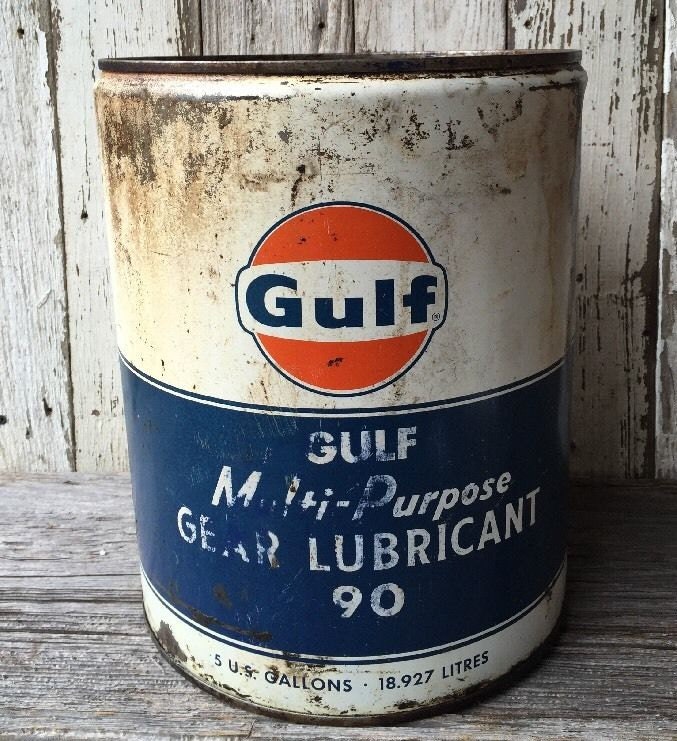 Gulf®
GULF
Multi-Purpose
GEAR LUBRICANT
90
5 U.S. GALLONS · 18.927 LITRES